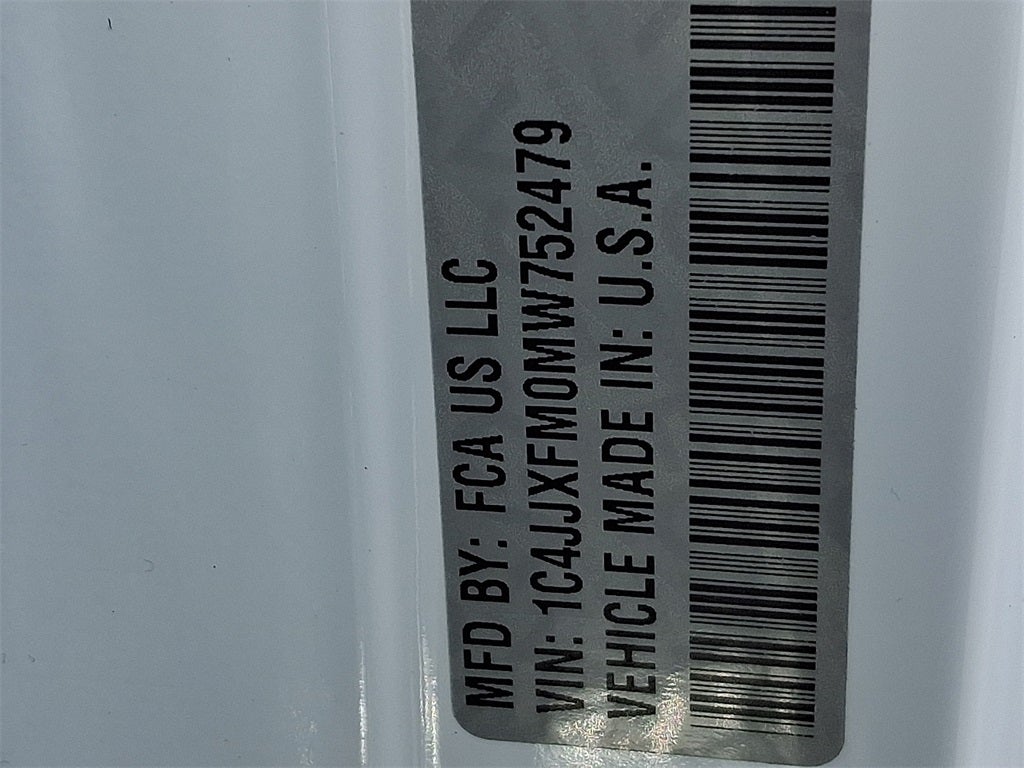 MFD BY: FCA US LLC
VIN: 1C4JJXFM0MW752479
VEHICLE MADE IN: U.S.A.